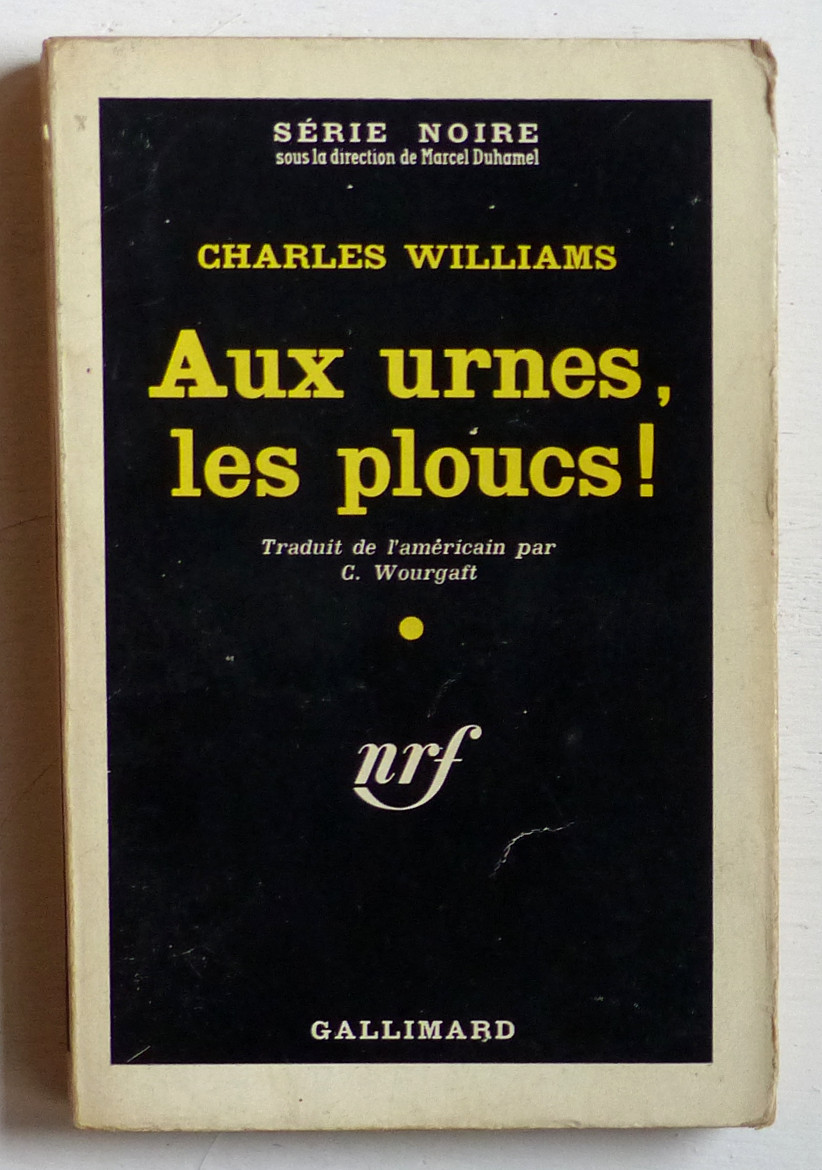 SÉRIE NOIRE
sous la direction de Marcel Duhamel
CHARLES WILLIAMS
Aux urnes,
les ploucs!
Traduit de l'américain par
C. Wourgaft
nrf
GALLIMARD